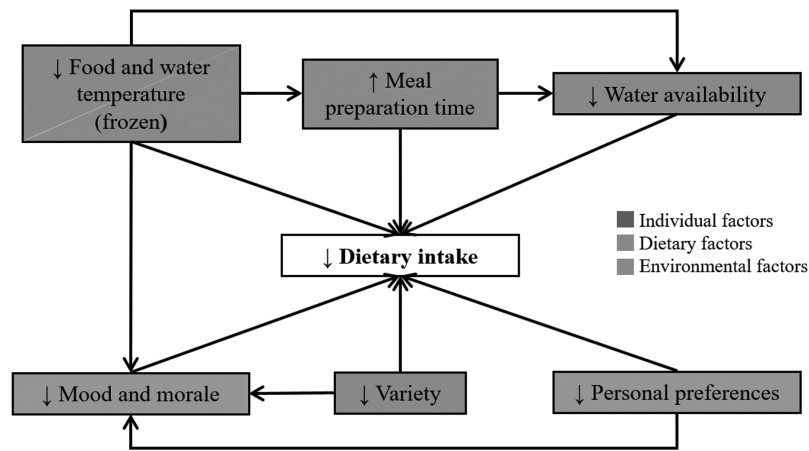 ↓ Food and water
temperature
(frozen)
↑ Meal
preparation time
↓ Water availability
↓ Dietary intake
Individual factors
Dietary factors
Environmental factors
↓ Mood and morale
↓ Variety
↓ Personal preferences